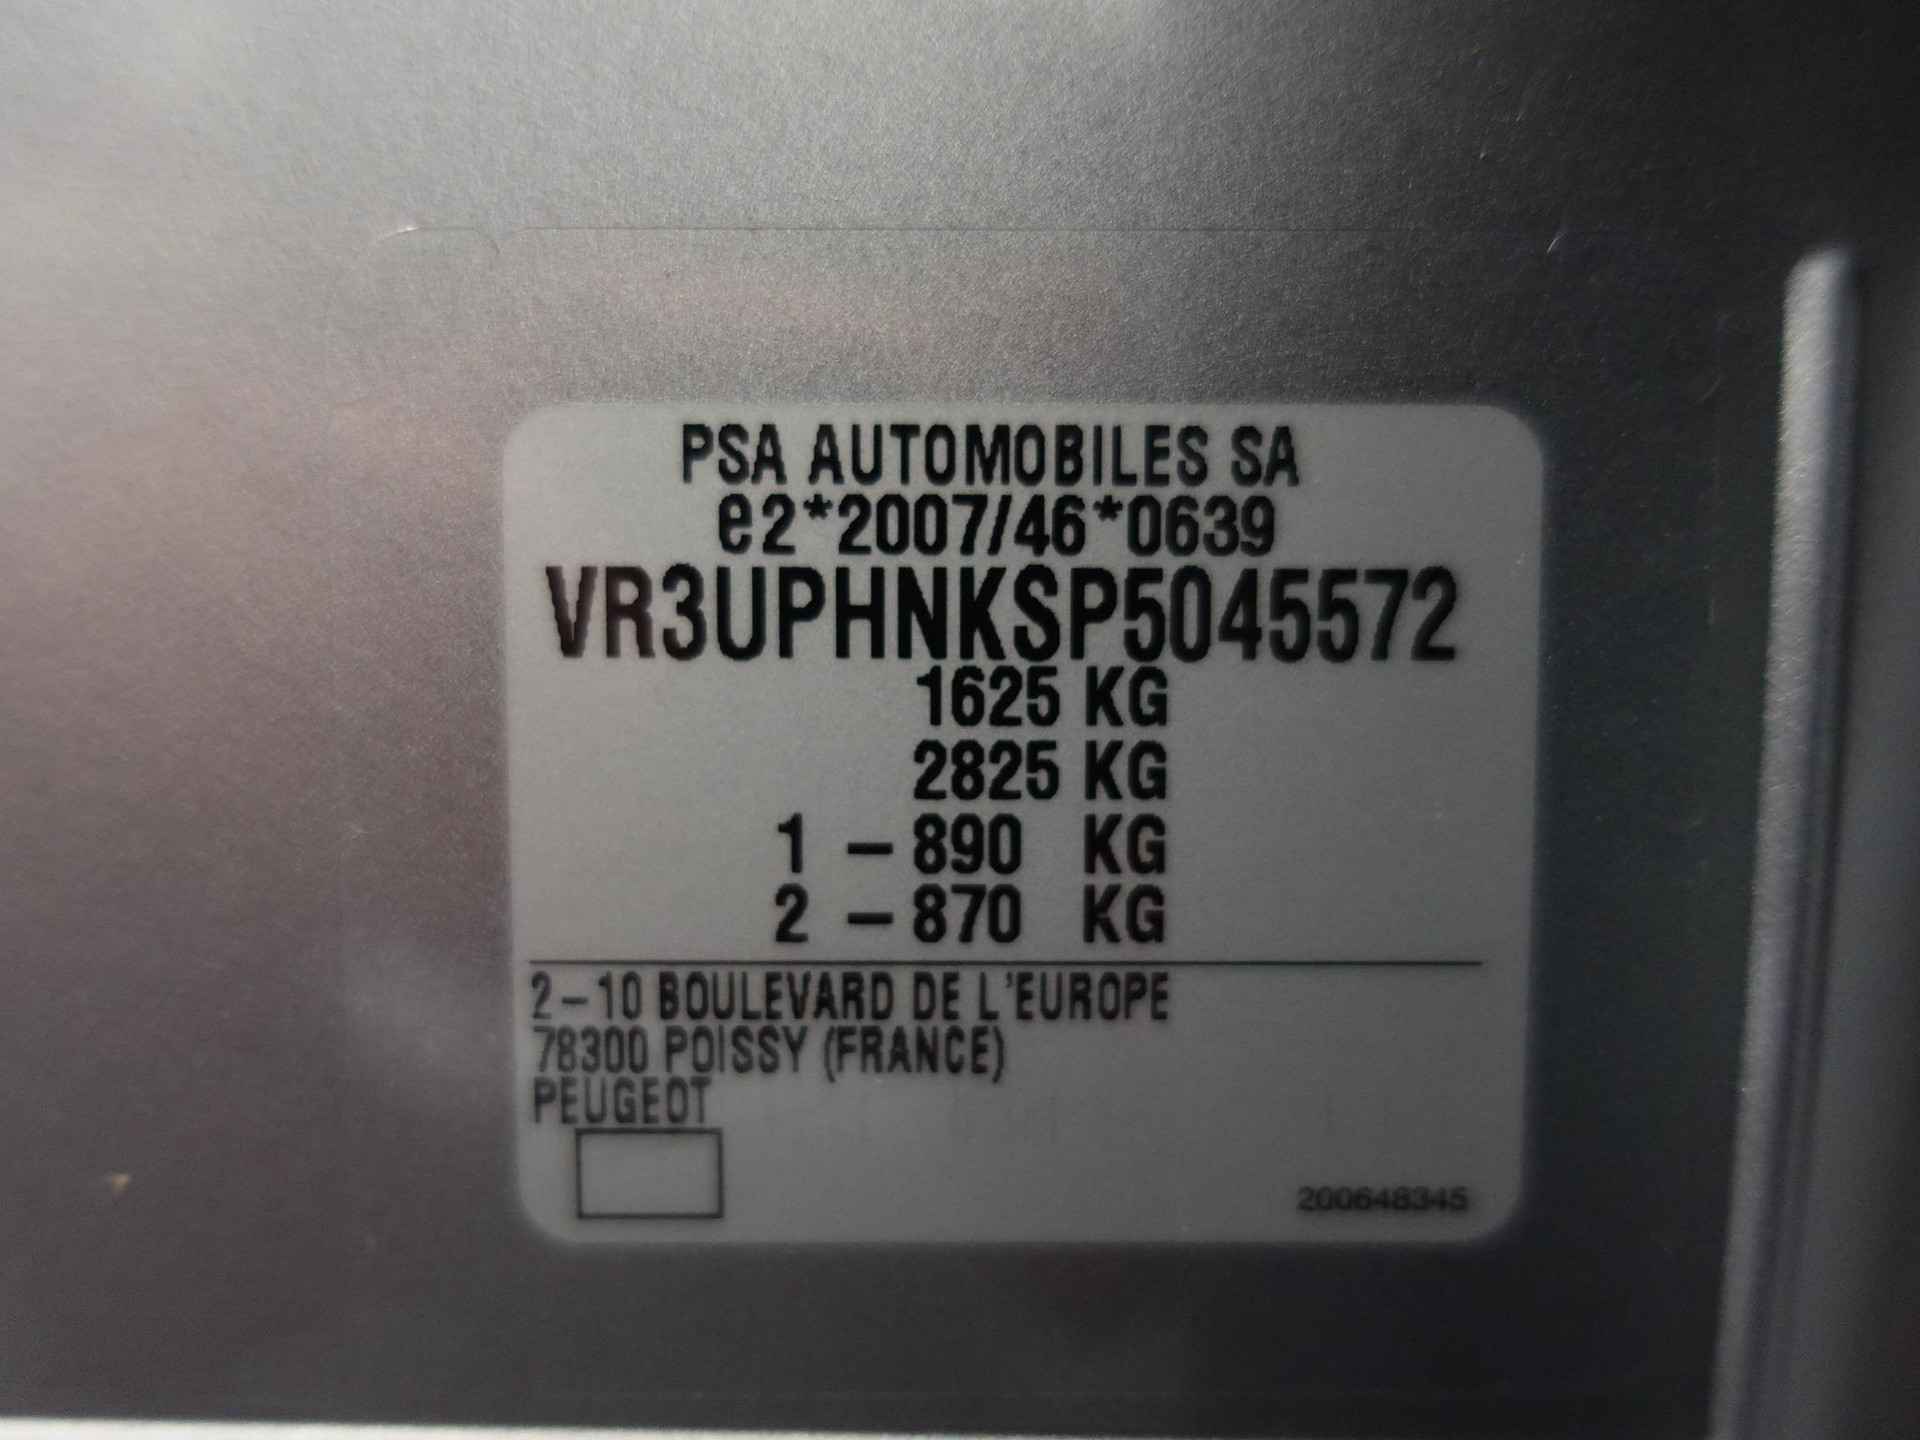 PSA AUTOMOBILES SA
e2*2007/46*0639
VR3UPHNKSP5045572
1625 KG
2825 KG
1 - 890 KG
2 - 870 KG
2-10 BOULEVARD DE L'EUROPE
78300 POISSY (FRANCE)
PEUGEOT
200648345